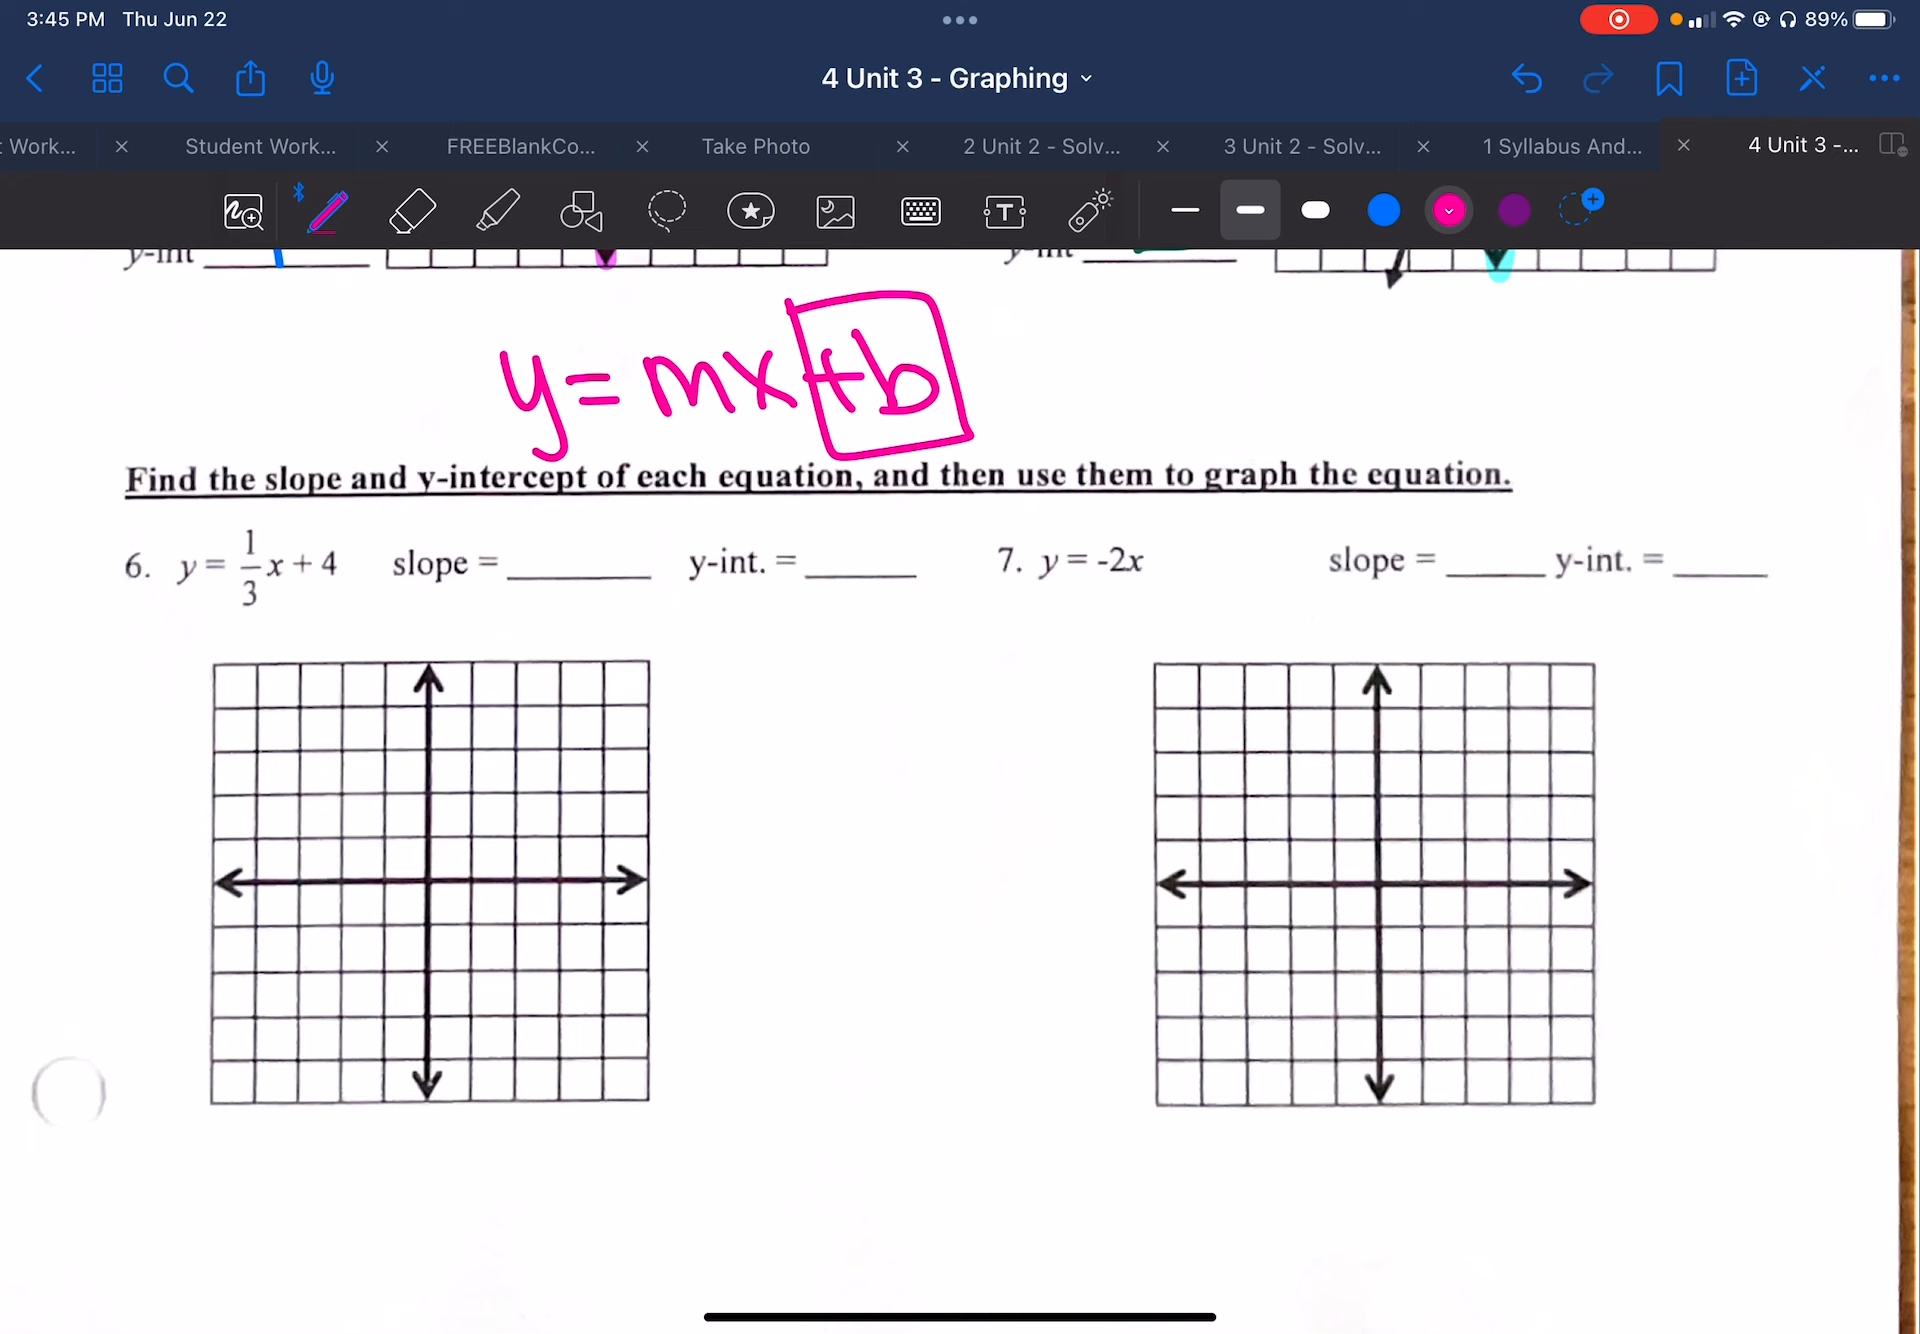 3:45 PM Thu Jun 22
89%
4 Unit 3 - Graphing
Work... Student Work... FREEBlankCo... Take Photo 2 Unit 2 - Solv... 3 Unit 2 - Solv... 1 Syllabus And... 4 Unit 3 -...
T
y-int y-int
y = mx + b
Find the slope and y-intercept of each equation, and then use them to graph the equation.
6. y = 1/3 x + 4 slope = ______ y-int. = ______ 7. y = -2x slope = ______ y-int. = ______